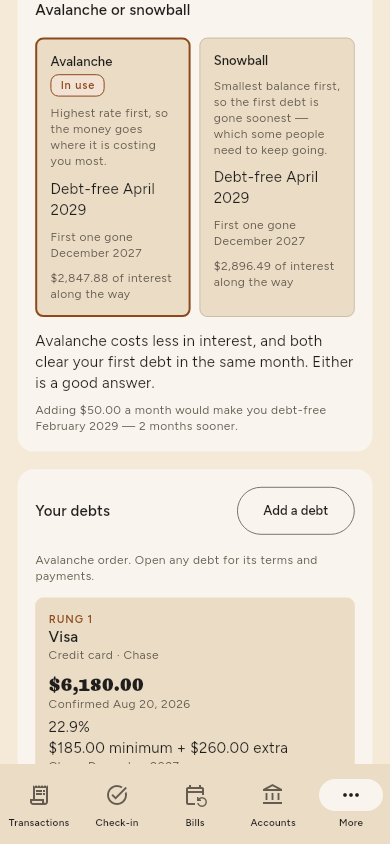 Avalanche or snowball
Avalanche
In use
Highest rate first, so
the money goes
where it is costing
you most.
Debt-free April
2029
First one gone
December 2027
$2,847.88 of interest
along the way
Snowball
Smallest balance first,
so the first debt is
gone soonest —
which some people
need to keep going.
Debt-free April
2029
First one gone
December 2027
$2,896.49 of interest
along the way
Avalanche costs less in interest, and both
clear your first debt in the same month. Either
is a good answer.
Adding $50.00 a month would make you debt-free
February 2029 — 2 months sooner.
Your debts
Add a debt
Avalanche order. Open any debt for its terms and
payments.
RUNG 1
Visa
Credit card · Chase
$6,180.00
Confirmed Aug 20, 2026
22.9%
$185.00 minimum + $260.00 extra
Transactions
Check-in
Bills
Accounts
More